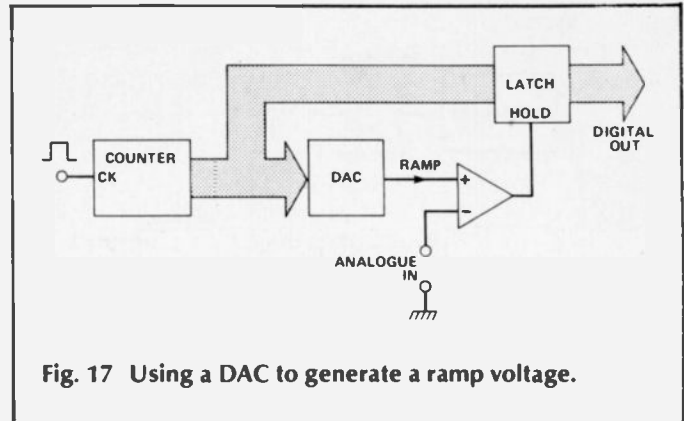 LATCH
HOLD
DIGITAL
OUT
COUNTER
CK
DAC
RAMP
+
−
ANALOGUE
IN
Fig. 17 Using a DAC to generate a ramp voltage.